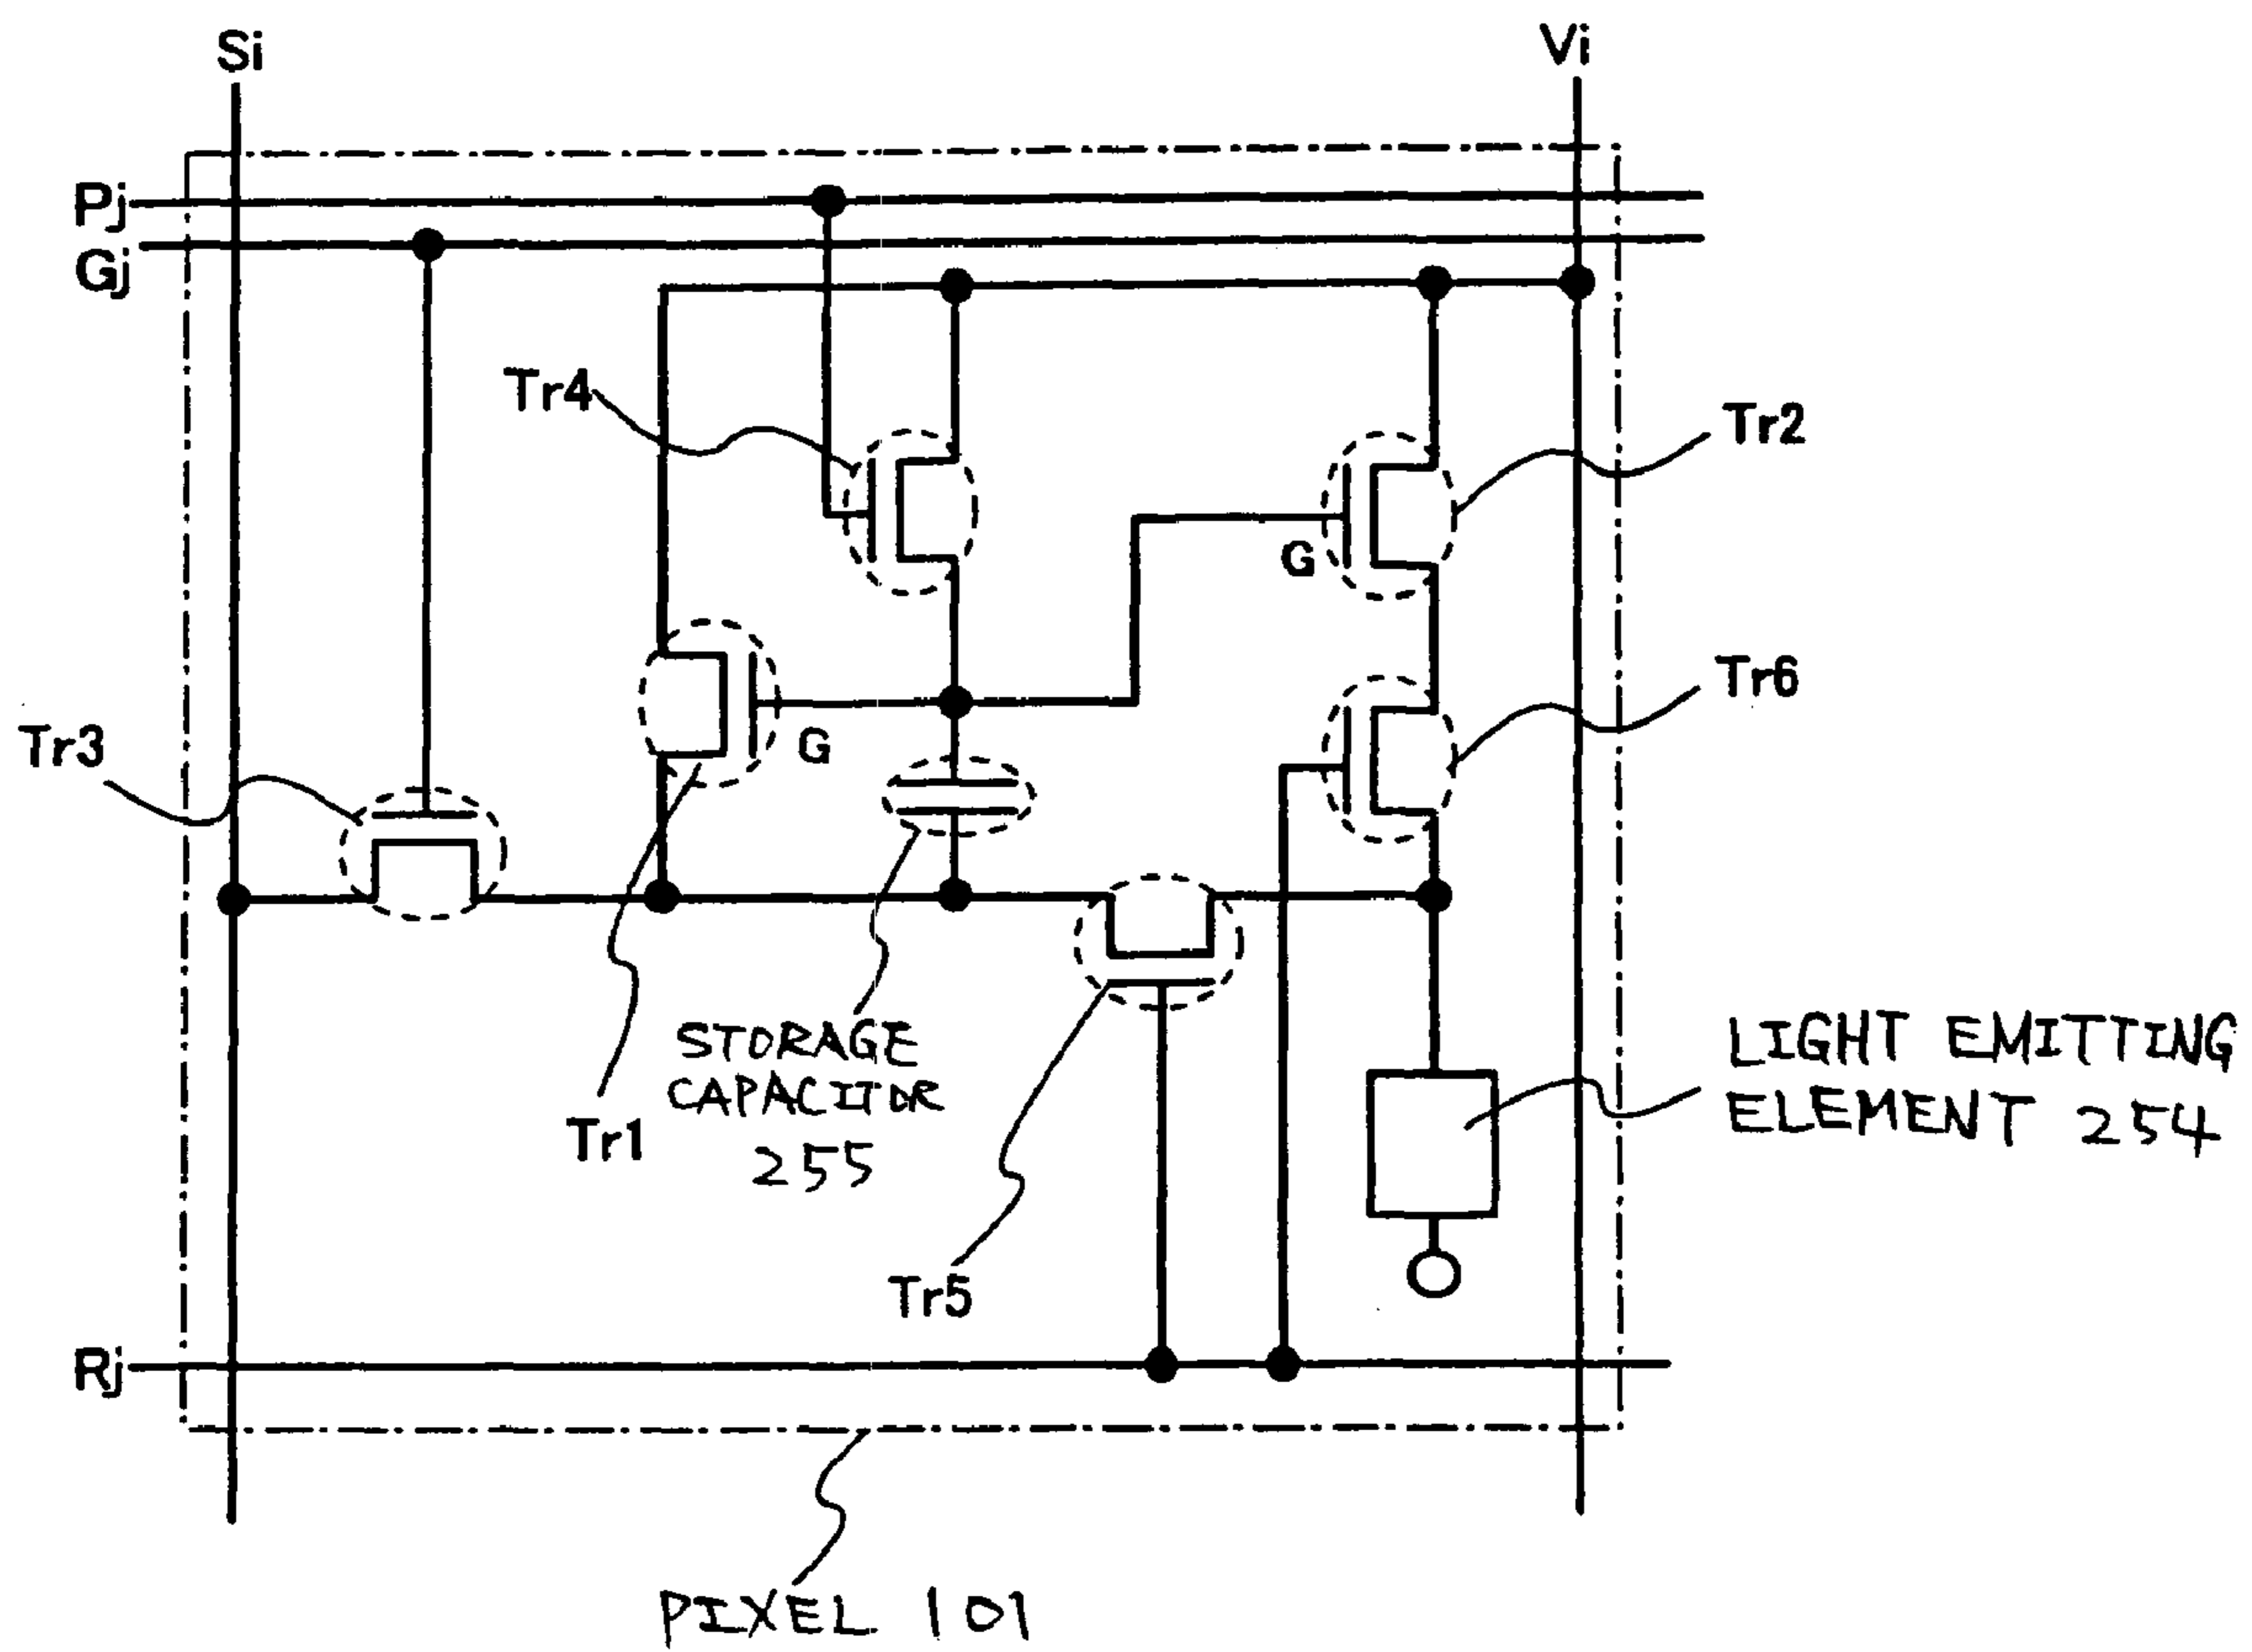 Si
Vi
Pj
Gj
Tr4
Tr2
G
Tr6
Tr3
G
STORAGE
CAPACITOR
255
LIGHT EMITTING
ELEMENT 254
Tr1
Tr5
Rj
PIXEL 101